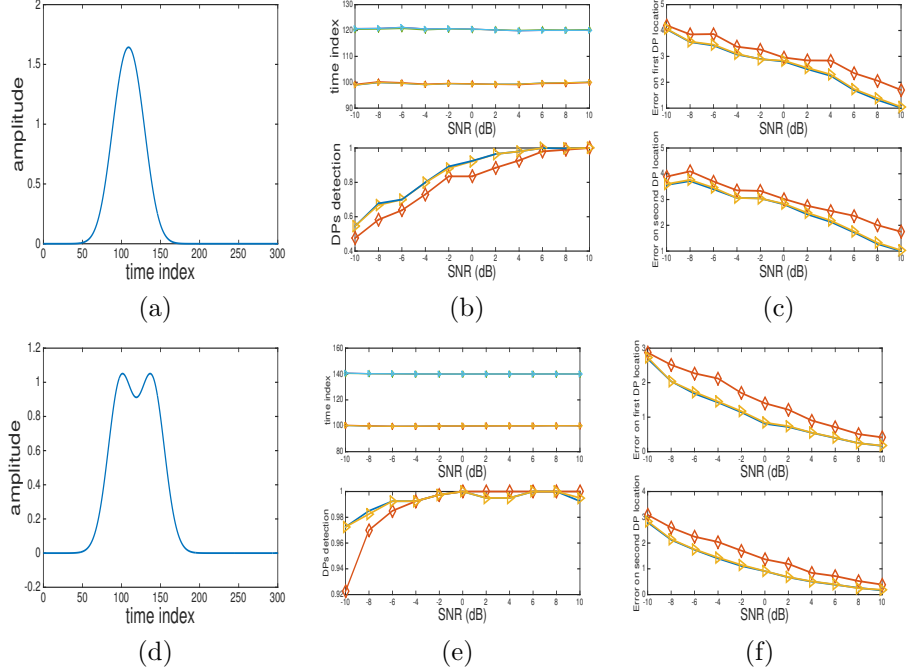 2
1.5
1
0.5
0
0 50 100 150 200 250 300
amplitude
time index
(a)
130
120
110
100
90
-10 -8 -6 -4 -2 0 2 4 6 8 10
time index
SNR (dB)
1
0.8
0.6
0.4
-10 -8 -6 -4 -2 0 2 4 6 8 10
DPs detection
SNR (dB)
(b)
5
4
3
2
1
-10 -8 -6 -4 -2 0 2 4 6 8 10
Error on first DP location
SNR (dB)
5
4
3
2
1
-10 -8 -6 -4 -2 0 2 4 6 8 10
Error on second DP location
SNR (dB)
(c)
1.2
1
0.8
0.6
0.4
0.2
0
-0.2
0 50 100 150 200 250 300
amplitude
time index
(d)
160
140
120
100
80
-10 -8 -6 -4 -2 0 2 4 6 8 10
time index
SNR (dB)
1
0.98
0.96
0.94
0.92
-10 -8 -6 -4 -2 0 2 4 6 8 10
DPs detection
SNR (dB)
(e)
3
2
1
0
-10 -8 -6 -4 -2 0 2 4 6 8 10
Error on first DP location
SNR (dB)
4
3
2
1
0
-10 -8 -6 -4 -2 0 2 4 6 8 10
Error on second DP location
SNR (dB)
(f)